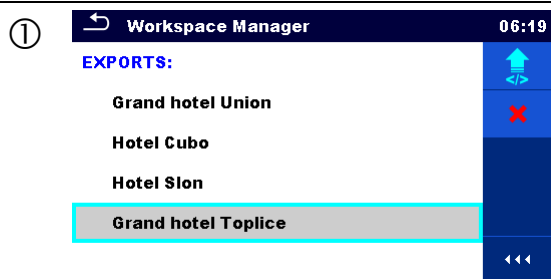 ①
Workspace Manager 06:19
EXPORTS:
</>
Grand hotel Union
Hotel Cubo
Hotel Slon
Grand hotel Toplice